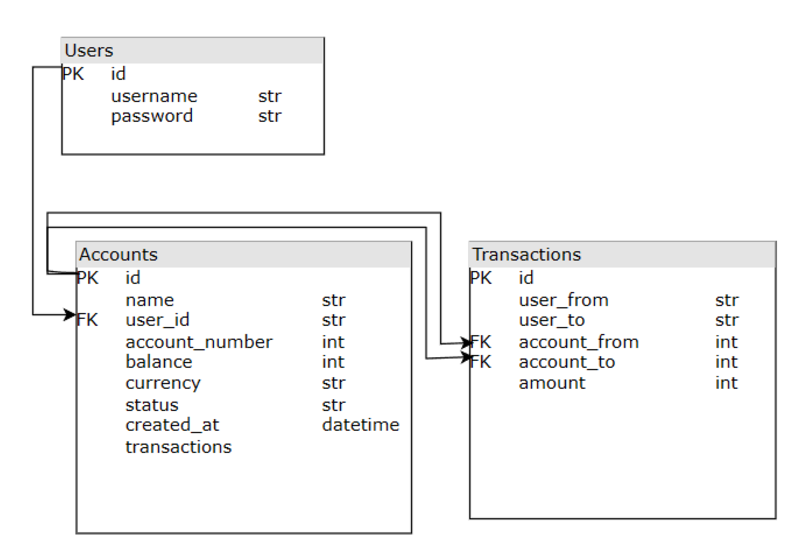 Users
PK id
username str
password str
Accounts
PK id
name str
FK user_id str
account_number int
balance int
currency str
status str
created_at datetime
transactions
Transactions
PK id
user_from str
user_to str
FK account_from int
FK account_to int
amount int